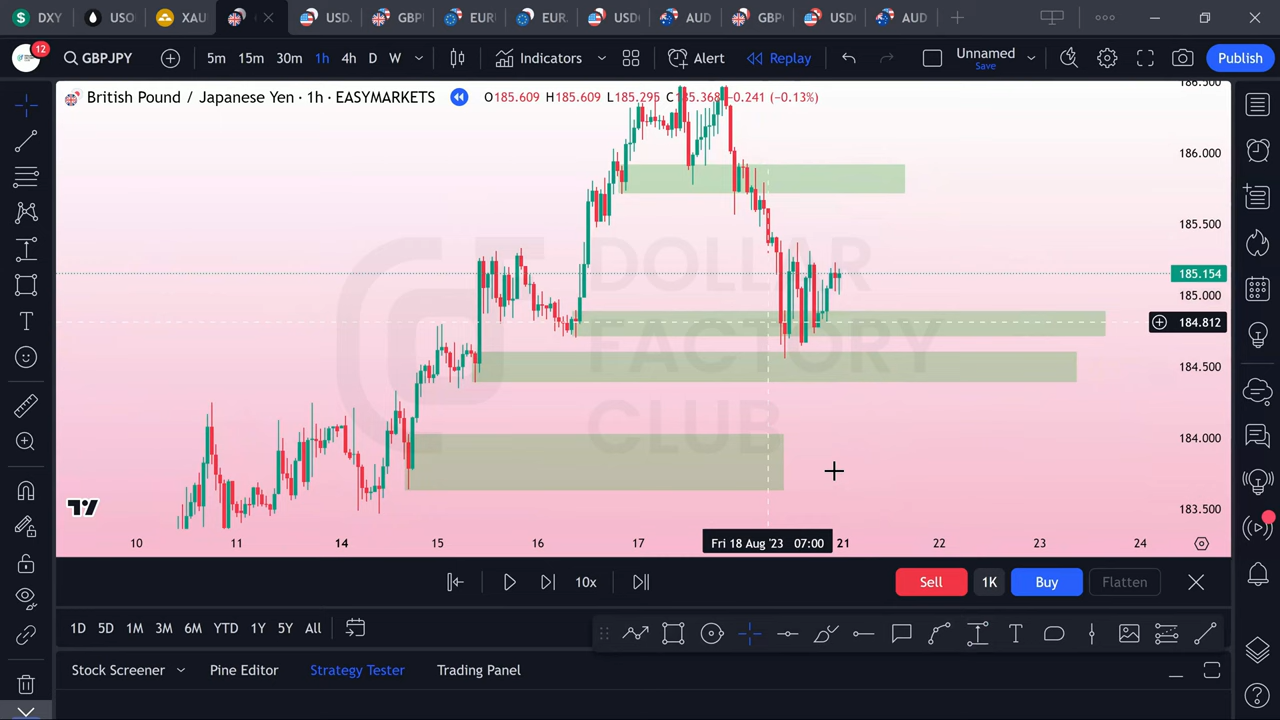 DXY
USO
XAU
USD.
GBP
EUR
EUR.
USD
AUD
GBP
USD
AUD
12
GBPJPY
5m 15m 30m 1h 4h D W
Indicators
Alert
Replay
Unnamed
Save
Publish
British Pound / Japanese Yen · 1h · EASYMARKETS
O185.609 H185.609 L185.295 C185.368 −0.241 (−0.13%)
186.500
186.000
185.500
185.154
185.000
184.812
184.500
184.000
183.500
DOLLAR
FACTORY
CLUB
10 11 14 15 16 17 Fri 18 Aug '23 07:00 21 22 23 24
10x
Sell 1K Buy Flatten
1D 5D 1M 3M 6M YTD 1Y 5Y All
Stock Screener Pine Editor Strategy Tester Trading Panel